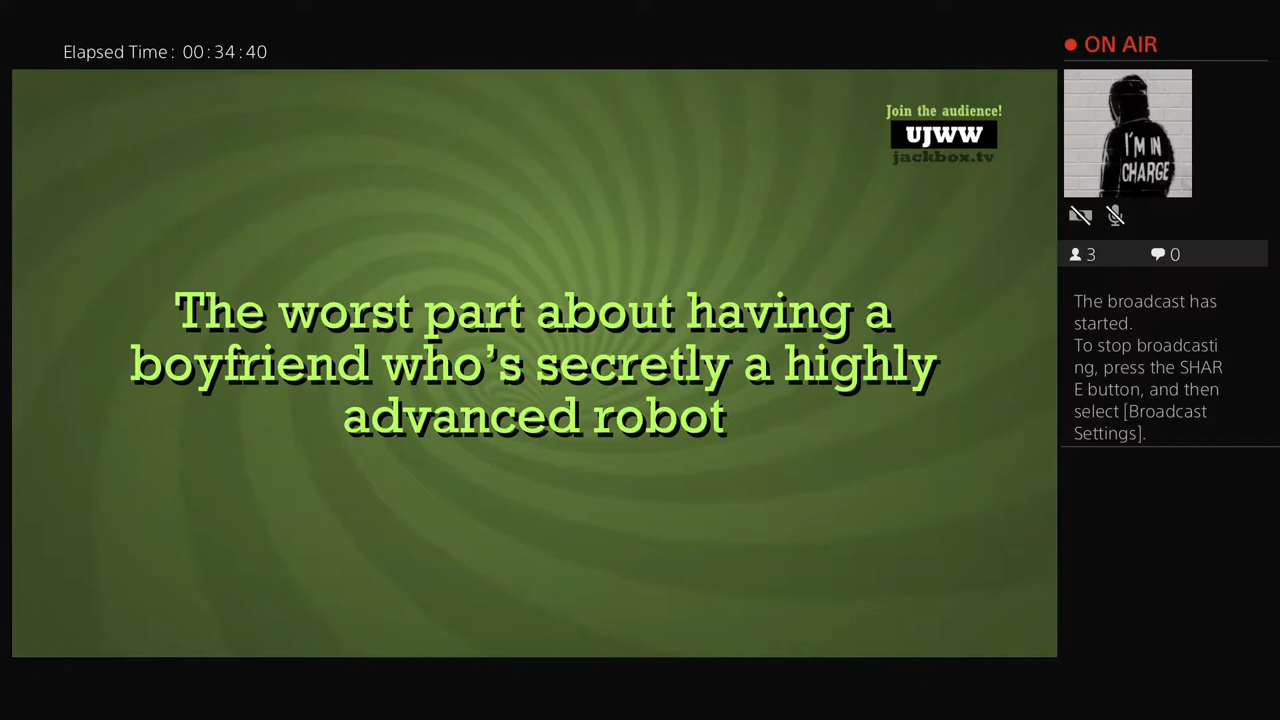 Elapsed Time: 00:34:40
ON AIR
Join the audience!
UJWW
jackbox.tv
I'M IN
CHARGE
3
0
The worst part about having a
boyfriend who's secretly a highly
advanced robot
The broadcast has
started.
To stop broadcasti
ng, press the SHAR
E button, and then
select [Broadcast
Settings].